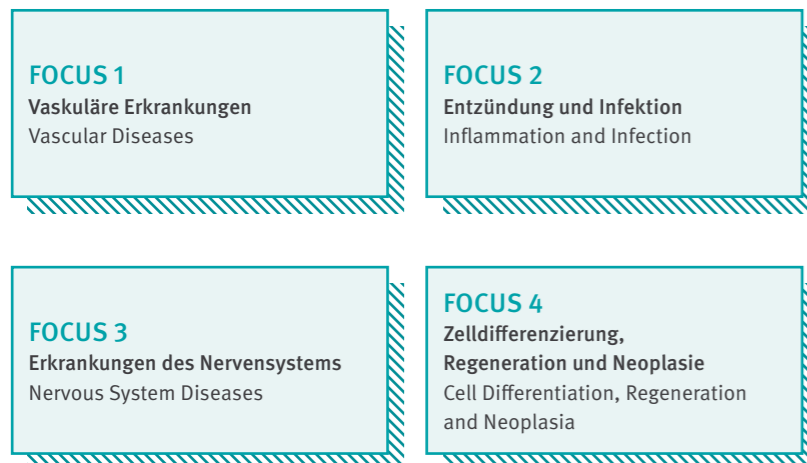 FOCUS 1
Vaskuläre Erkrankungen
Vascular Diseases
FOCUS 2
Entzündung und Infektion
Inflammation and Infection
FOCUS 3
Erkrankungen des Nervensystems
Nervous System Diseases
FOCUS 4
Zelldifferenzierung,
Regeneration und Neoplasie
Cell Differentiation, Regeneration
and Neoplasia